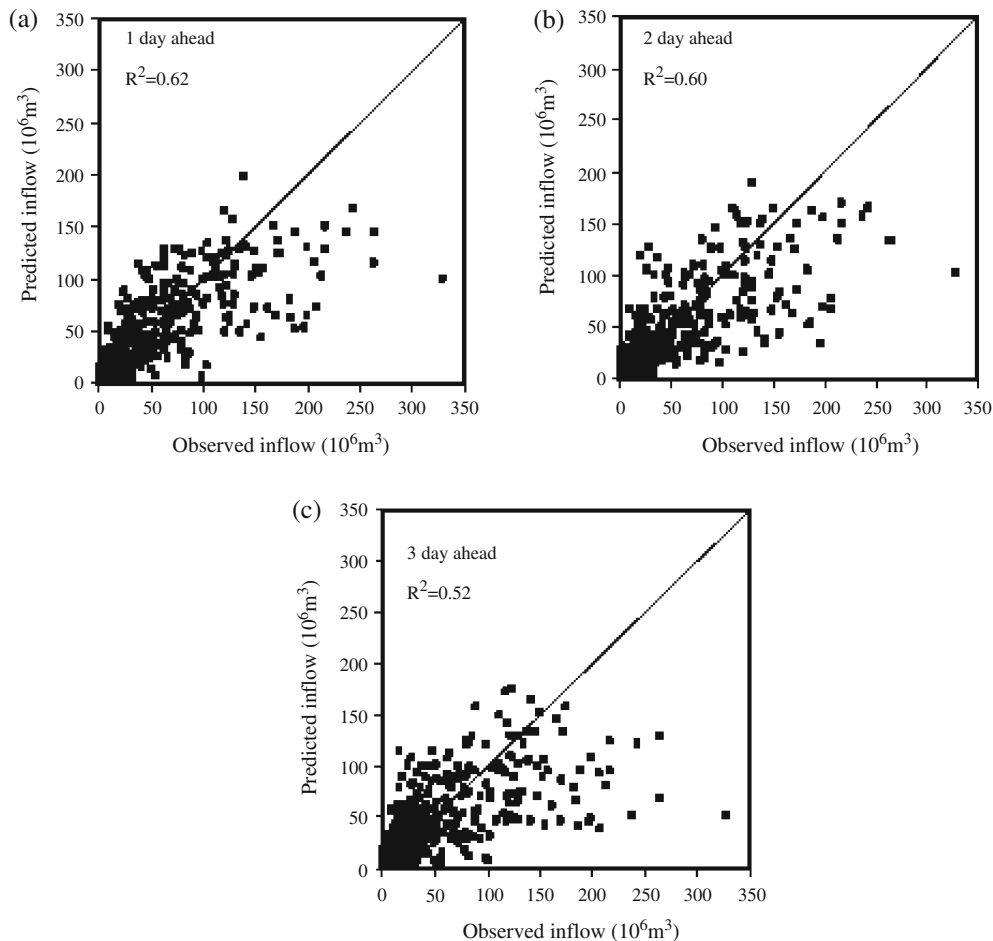 (a)
350
300
250
200
150
100
50
0
Predicted inflow (10⁶m³)
1 day ahead
R²=0.62
0 50 100 150 200 250 300 350
Observed inflow (10⁶m³)
(b)
350
300
250
200
150
100
50
0
Predicted inflow (10⁶m³)
2 day ahead
R²=0.60
0 50 100 150 200 250 300 350
Observed inflow (10⁶m³)
(c)
350
300
250
200
150
100
50
0
Predicted inflow (10⁶m³)
3 day ahead
R²=0.52
0 50 100 150 200 250 300 350
Observed inflow (10⁶m³)